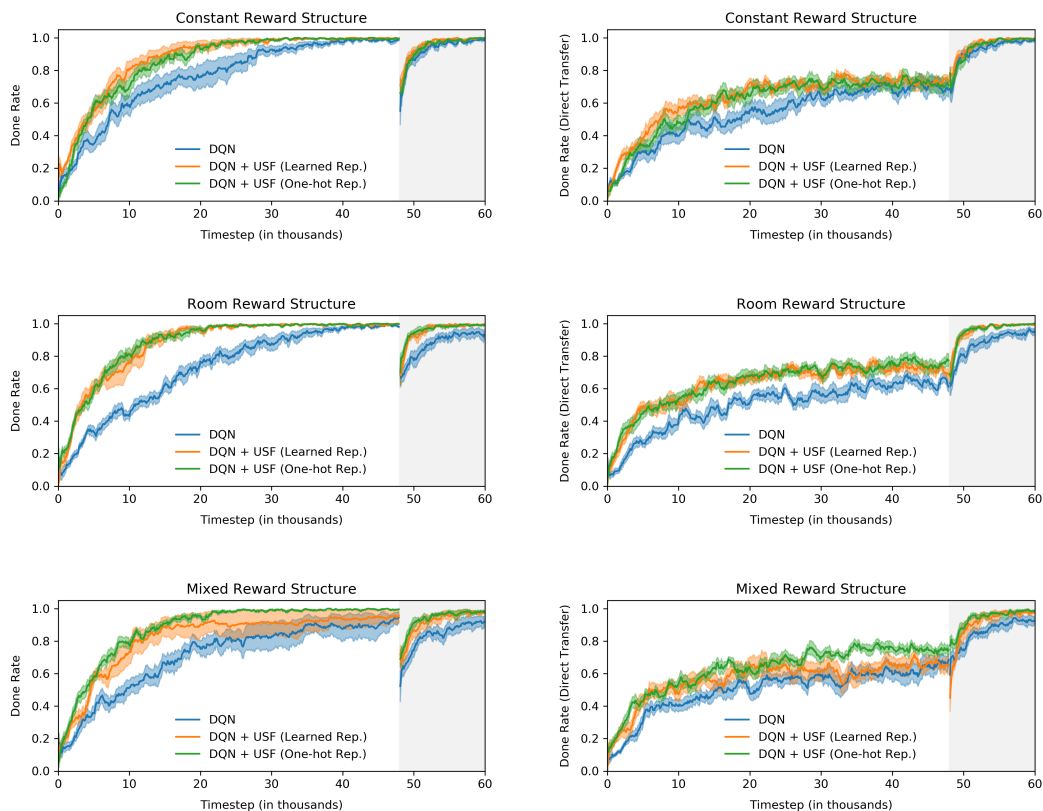 Constant Reward Structure
1.0
0.8
0.6
0.4
0.2
0.0
Done Rate
DQN
DQN + USF (Learned Rep.)
DQN + USF (One-hot Rep.)
0 10 20 30 40 50 60
Timestep (in thousands)
Constant Reward Structure
1.0
0.8
0.6
0.4
0.2
0.0
Done Rate (Direct Transfer)
DQN
DQN + USF (Learned Rep.)
DQN + USF (One-hot Rep.)
0 10 20 30 40 50 60
Timestep (in thousands)
Room Reward Structure
1.0
0.8
0.6
0.4
0.2
0.0
Done Rate
DQN
DQN + USF (Learned Rep.)
DQN + USF (One-hot Rep.)
0 10 20 30 40 50 60
Timestep (in thousands)
Room Reward Structure
1.0
0.8
0.6
0.4
0.2
0.0
Done Rate (Direct Transfer)
DQN
DQN + USF (Learned Rep.)
DQN + USF (One-hot Rep.)
0 10 20 30 40 50 60
Timestep (in thousands)
Mixed Reward Structure
1.0
0.8
0.6
0.4
0.2
0.0
Done Rate
DQN
DQN + USF (Learned Rep.)
DQN + USF (One-hot Rep.)
0 10 20 30 40 50 60
Timestep (in thousands)
Mixed Reward Structure
1.0
0.8
0.6
0.4
0.2
0.0
Done Rate (Direct Transfer)
DQN
DQN + USF (Learned Rep.)
DQN + USF (One-hot Rep.)
0 10 20 30 40 50 60
Timestep (in thousands)